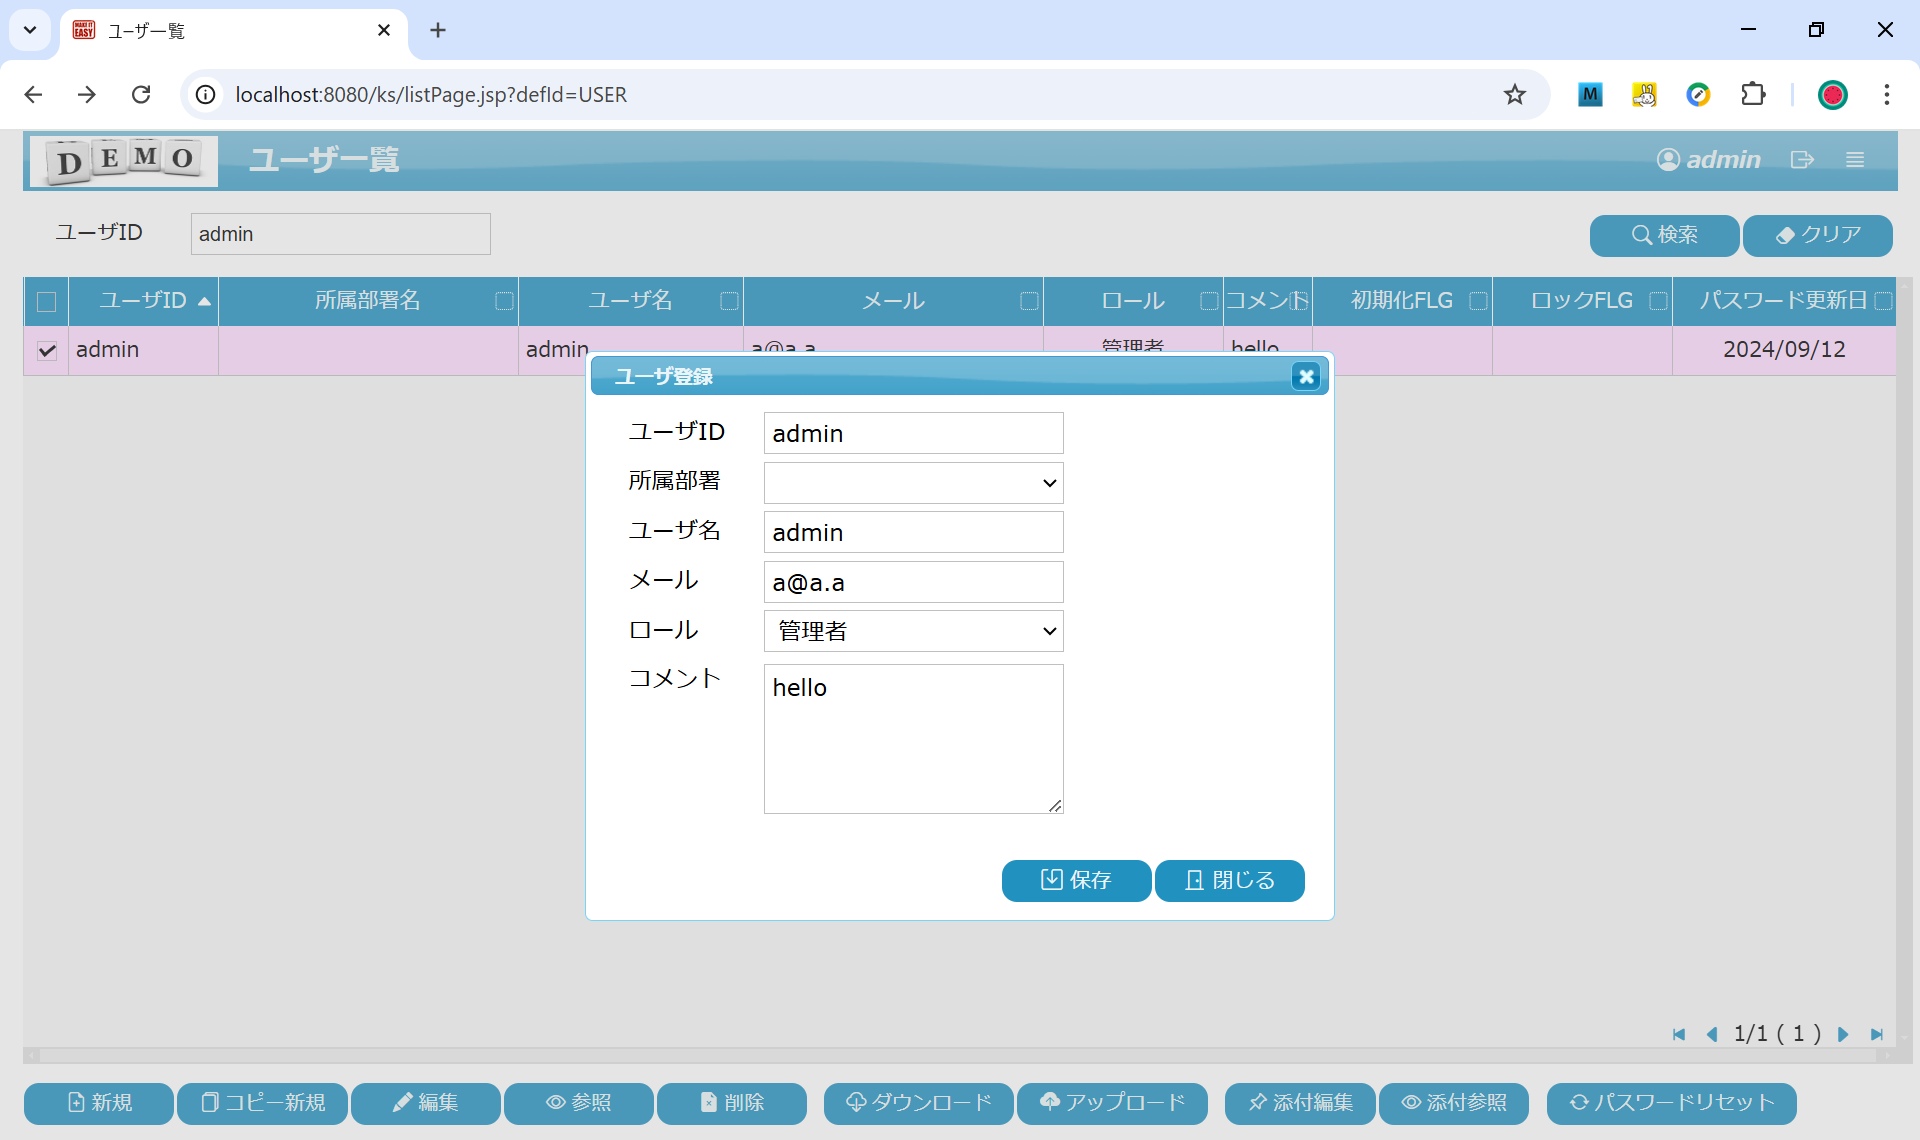 ユーザ一覧
localhost:8080/ks/listPage.jsp?defId=USER
DEMO
ユーザ一覧
admin
ユーザID
admin
検索
クリア
ユーザID
所属部署名
ユーザ名
メール
ロール
コメント
初期化FLG
ロックFLG
パスワード更新日
admin
admin
a@a.a
管理者
hello
2024/09/12
ユーザ登録
ユーザID
admin
所属部署
ユーザ名
admin
メール
a@a.a
ロール
管理者
コメント
hello
保存
閉じる
1/1 ( 1 )
新規
コピー新規
編集
参照
削除
ダウンロード
アップロード
添付編集
添付参照
パスワードリセット
MAKE IT
EASY
M